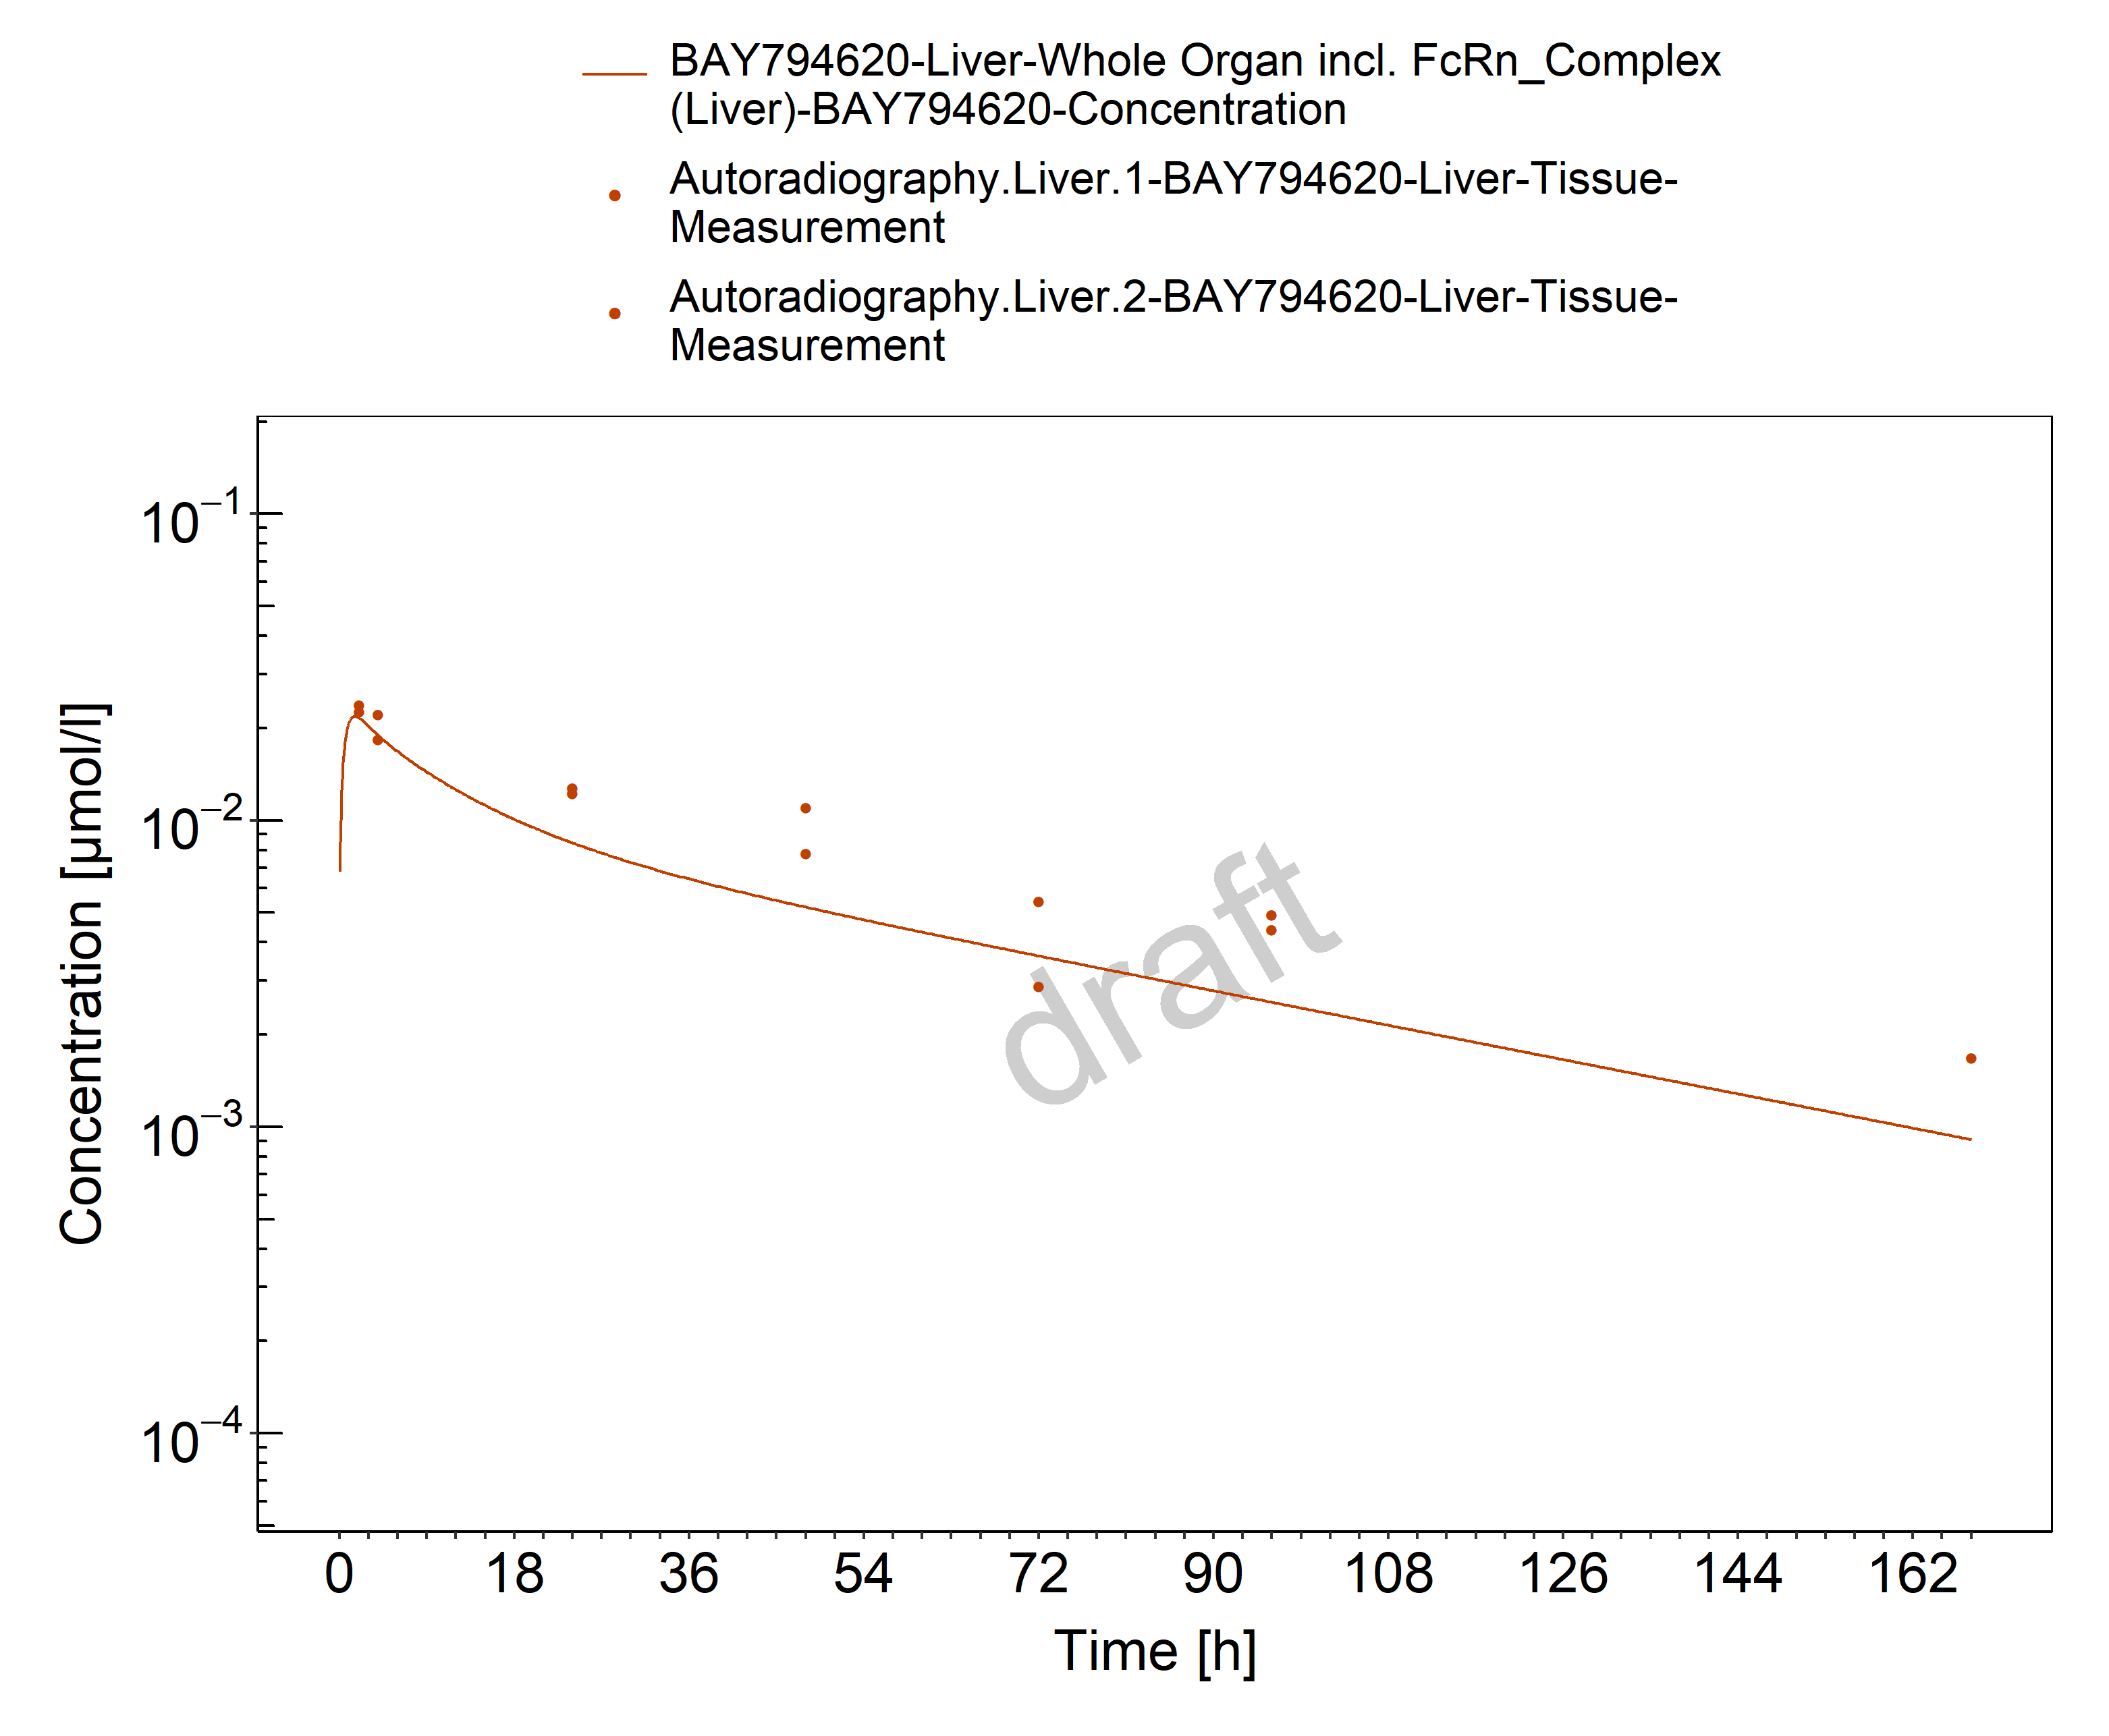 BAY794620-Liver-Whole Organ incl. FcRn_Complex
(Liver)-BAY794620-Concentration
Autoradiography.Liver.1-BAY794620-Liver-Tissue-
Measurement
Autoradiography.Liver.2-BAY794620-Liver-Tissue-
Measurement
10⁻¹
10⁻²
10⁻³
10⁻⁴
Concentration [µmol/l]
draft
0 18 36 54 72 90 108 126 144 162
Time [h]